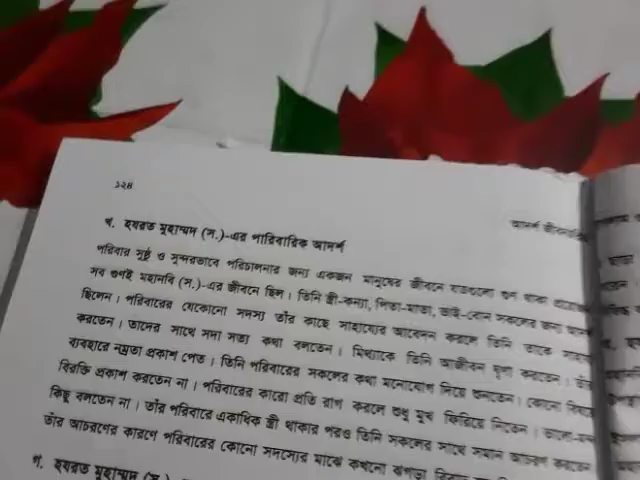 ১২৪
আদর্শ
খ. হযরত মুহাম্মদ (স.)-এর পারিবারিক আদর্শ
পরিবার সুষ্ঠু ও সুন্দরভাবে পরিচালনার জন্য একজন মানুষের জীবনে যতগুলো গুণ থাকা
সব গুণই মহানবি (স.)-এর জীবনে ছিল। তিনি স্ত্রী-কন্যা, পিতা-মাতা, ভাই-বোন সকলের জন্য
ছিলেন। পরিবারের যেকোনো সদস্য তাঁর কাছে সাহায্যের আবেদন করলে তিনি তাকে
করতেন। তাদের সাথে সদা সত্য কথা বলতেন। মিথ্যাকে তিনি আজীবন ঘৃণা করতেন। তাঁর
ব্যবহারে নম্রতা প্রকাশ পেত। তিনি পরিবারের সকলের কথা মনোযোগ দিয়ে শুনতেন। কোনো
বিরক্তি প্রকাশ করতেন না। পরিবারের কারো প্রতি রাগ করলে শুধু মুখ ফিরিয়ে নিতেন।
কিছু বলতেন না। তাঁর পরিবারে একাধিক স্ত্রী থাকার পরও তিনি সকলের সাথে সমান আচরণ করতেন
তাঁর আচরণের কারণে পরিবারের কোনো সদস্যের মাঝে কখনো ঝগড়া
গ. হযরত মুহাম্মদ